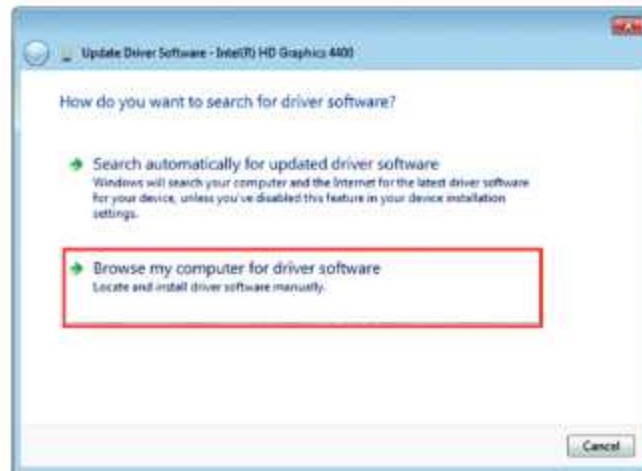 Update Driver Software - Intel(R) HD Graphics 4400
How do you want to search for driver software?
Search automatically for updated driver software
Windows will search your computer and the Internet for the latest driver software
for your device, unless you've disabled this feature in your device installation
settings.
Browse my computer for driver software
Locate and install driver software manually.
Cancel